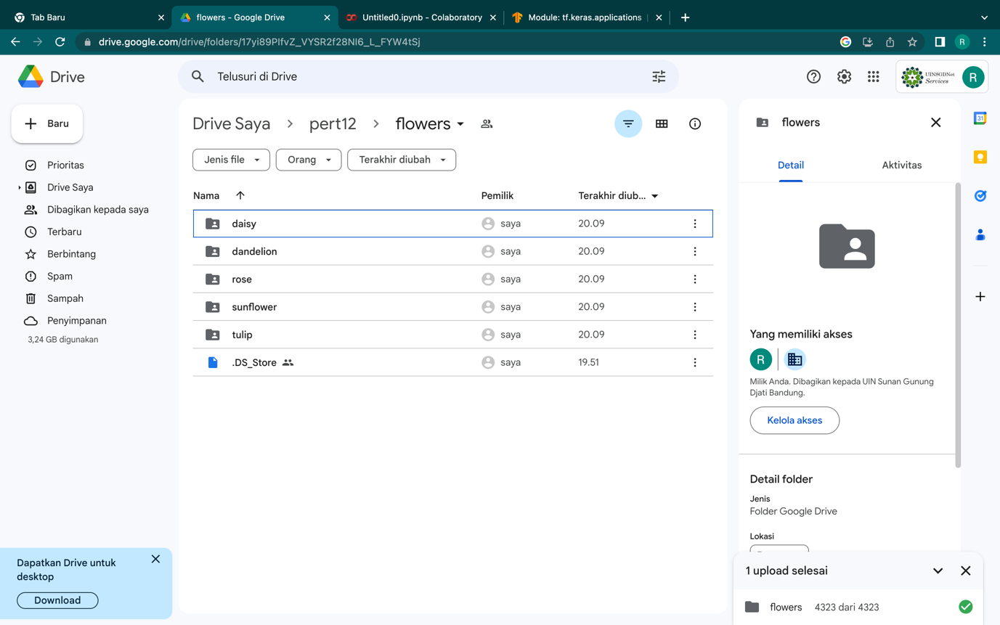 Tab Baru
flowers - Google Drive
Untitled0.ipynb - Colaboratory
Module: tf.keras.applications
drive.google.com/drive/folders/17yi89PIfvZ_VYSR2f28NI6_L_FYW4tSj
R
Drive
Telusuri di Drive
UINSGDNet
Services
R
Baru
Prioritas
Drive Saya
Dibagikan kepada saya
Terbaru
Berbintang
Spam
Sampah
Penyimpanan
3,24 GB digunakan
Drive Saya > pert12 > flowers
Jenis file Orang Terakhir diubah
Nama Pemilik Terakhir diub...
daisy saya 20.09
dandelion saya 20.09
rose saya 20.09
sunflower saya 20.09
tulip saya 20.09
.DS_Store saya 19.51
flowers
Detail Aktivitas
Yang memiliki akses
R
Milik Anda. Dibagikan kepada UIN Sunan Gunung
Djati Bandung.
Kelola akses
Detail folder
Jenis
Folder Google Drive
Lokasi
31
Dapatkan Drive untuk
desktop
Download
1 upload selesai
flowers 4323 dari 4323